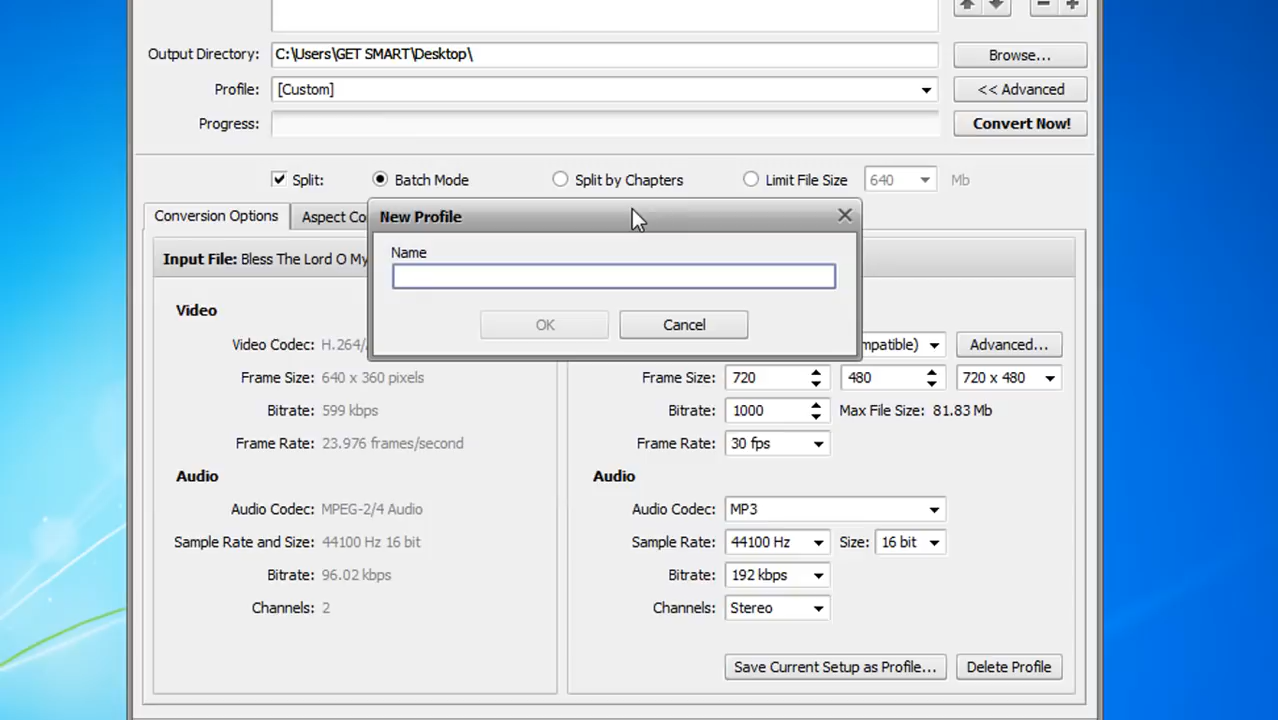 Output Directory: C:\Users\GET SMART\Desktop\ Browse...
Profile: [Custom] << Advanced
Progress: Convert Now!
Split: Batch Mode Split by Chapters Limit File Size 640 Mb
Conversion Options Aspect Co
New Profile
Name
OK Cancel
Input File: Bless The Lord O My
Video
Video Codec: H.264/
Frame Size: 640 x 360 pixels
Bitrate: 599 kbps
Frame Rate: 23.976 frames/second
Audio
Audio Codec: MPEG-2/4 Audio
Sample Rate and Size: 44100 Hz 16 bit
Bitrate: 96.02 kbps
Channels: 2
mpatible) Advanced...
Frame Size: 720 480 720 x 480
Bitrate: 1000 Max File Size: 81.83 Mb
Frame Rate: 30 fps
Audio
Audio Codec: MP3
Sample Rate: 44100 Hz Size: 16 bit
Bitrate: 192 kbps
Channels: Stereo
Save Current Setup as Profile... Delete Profile